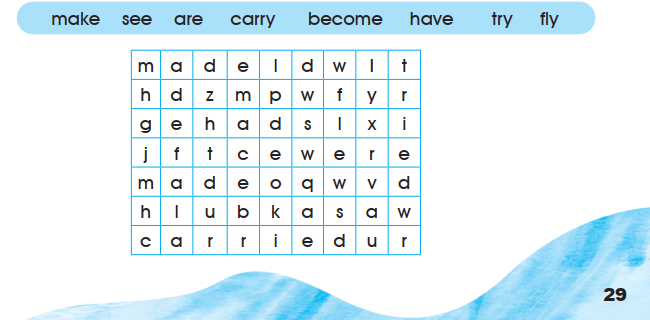 make see are carry become have try fly
m a d e l d w l t
h d z m p w f y r
g e h a d s l x i
j f t c e w e r e
m a d e o q w v d
h l u b k a s a w
c a r r i e d u r
29